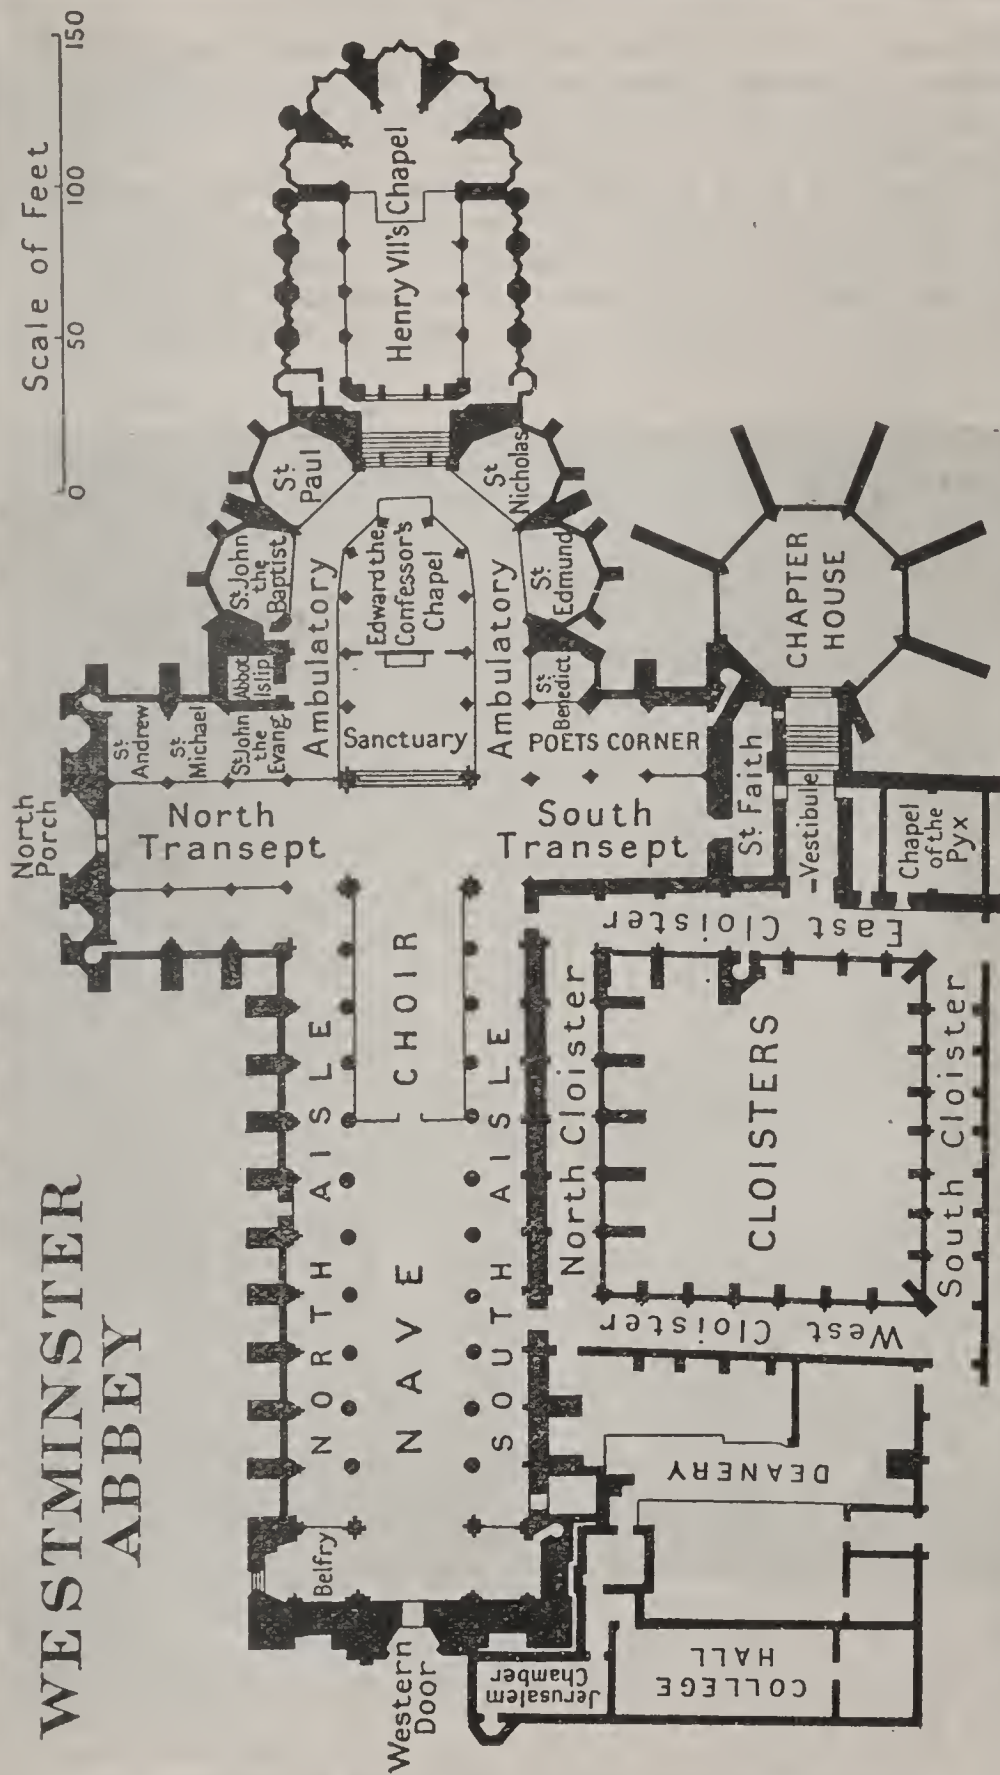 WESTMINSTER
ABBEY
Scale of Feet
0 50 100 150
North
Porch
St
Andrew
St
Michael
St John
the
Evang
Abbot
Islip
St. John
the
Baptist
St
Paul
Henry VII's Chapel
St
Nicholas
St
Edmund
St
Benedict
Ambulatory
Edward the
Confessor's
Chapel
Ambulatory
Sanctuary
POETS CORNER
North
Transept
South
Transept
St Faith
Vestibule
CHAPTER
HOUSE
Chapel
of the
Pyx
East Cloister
North Cloister
CLOISTERS
South Cloister
West Cloister
CHOIR
NORTH AISLE
NAVE
SOUTH AISLE
Belfry
Western
Door
DEANERY
Jerusalem
Chamber
COLLEGE
HALL